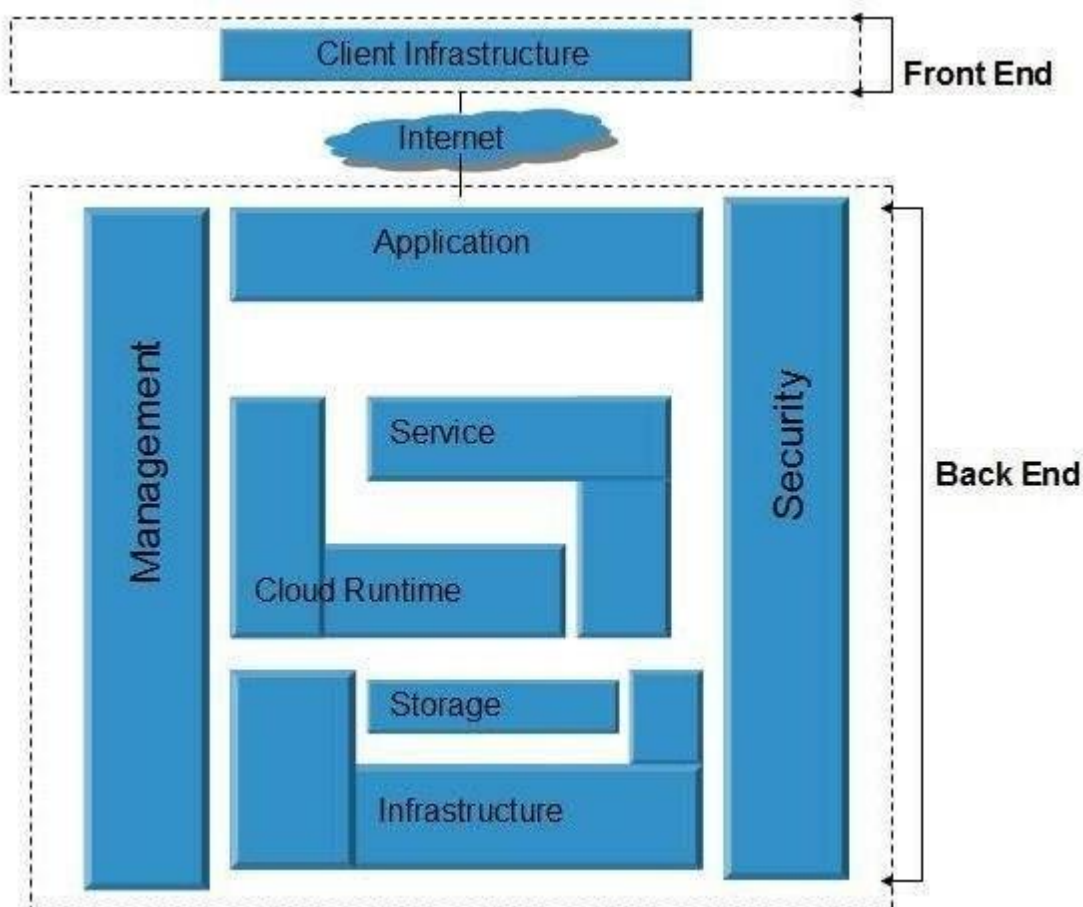 Client Infrastructure
Front End
Internet
Application
Management
Security
Service
Back End
Cloud Runtime
Storage
Infrastructure